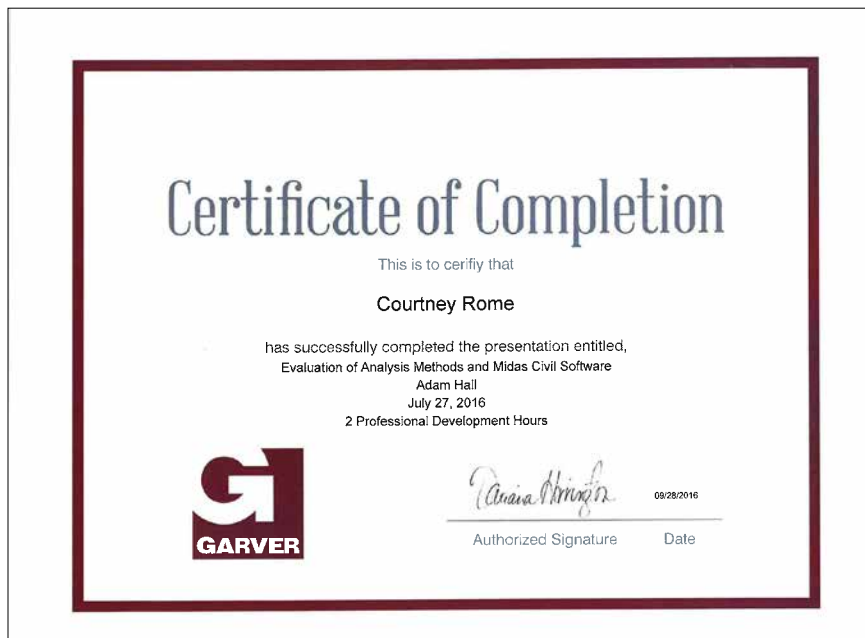 Certificate of Completion
This is to cerifiy that
Courtney Rome
has successfully completed the presentation entitled,
Evaluation of Analysis Methods and Midas Civil Software
Adam Hall
July 27, 2016
2 Professional Development Hours
GARVER
09/28/2016
Authorized Signature Date